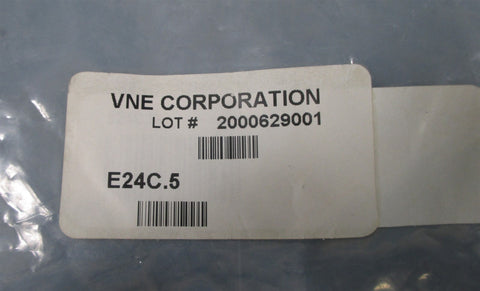 VNE CORPORATION
LOT # 2000629001
E24C.5